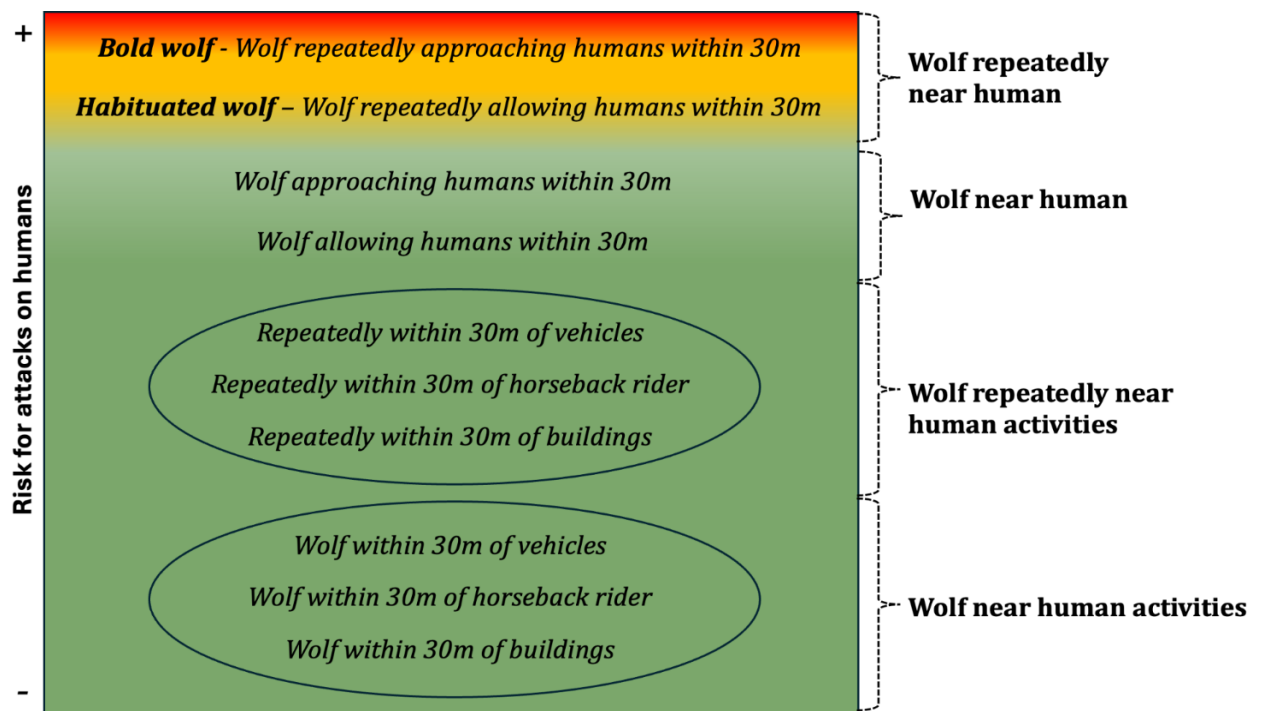 +
Bold wolf - Wolf repeatedly approaching humans within 30m
Habituated wolf – Wolf repeatedly allowing humans within 30m
Wolf repeatedly
near human
Wolf approaching humans within 30m
Wolf allowing humans within 30m
Wolf near human
Risk for attacks on humans
Repeatedly within 30m of vehicles
Repeatedly within 30m of horseback rider
Repeatedly within 30m of buildings
Wolf repeatedly near
human activities
Wolf within 30m of vehicles
Wolf within 30m of horseback rider
Wolf within 30m of buildings
Wolf near human activities
-